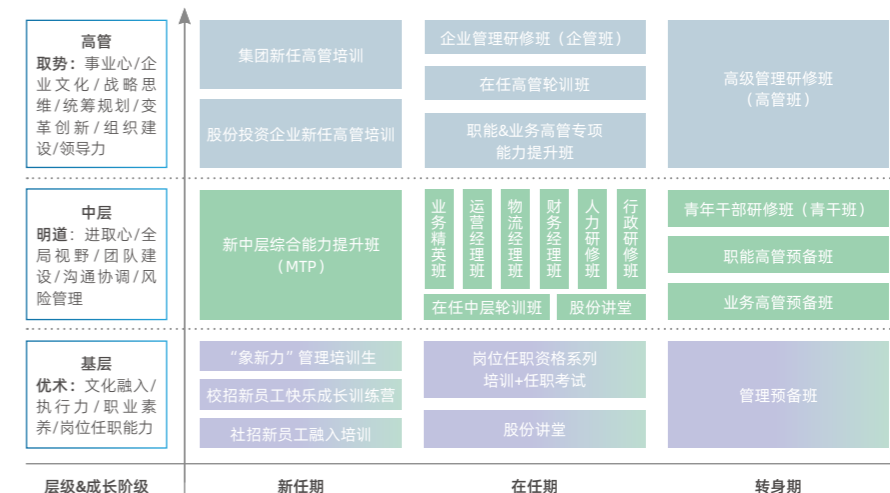 高管
取势：事业心/企
业文化/战略思
维/统筹规划/变
革创新/组织建
设/领导力
集团新任高管培训
股份投资企业新任高管培训
企业管理研修班（企管班）
在任高管轮训班
职能&业务高管专项
能力提升班
高级管理研修班
（高管班）
中层
明道：进取心/全
局视野/团队建
设/沟通协调/风
险管理
新中层综合能力提升班
（MTP）
业务精英班
运营经理班
物流经理班
财务经理班
人力研修班
行政研修班
在任中层轮训班
股份讲堂
青年干部研修班（青干班）
职能高管预备班
业务高管预备班
基层
优术：文化融入/
执行力/职业素
养/岗位任职能力
“象新力”管理培训生
校招新员工快乐成长训练营
社招新员工融入培训
岗位任职资格系列
培训+任职考试
股份讲堂
管理预备班
层级&成长阶级
新任期
在任期
转身期